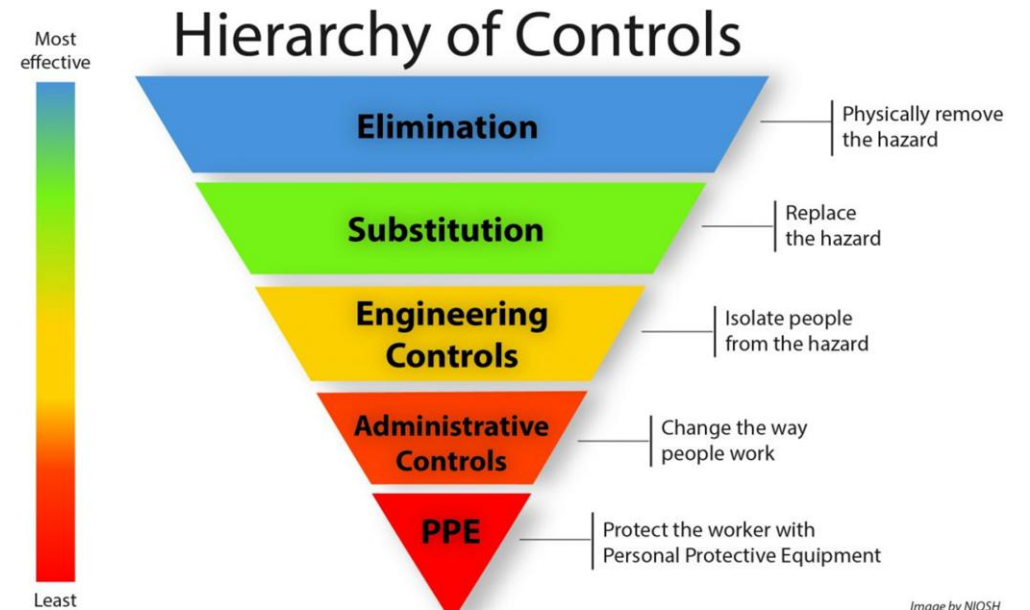 Hierarchy of Controls
Most
effective
Elimination
Physically remove
the hazard
Substitution
Replace
the hazard
Engineering
Controls
Isolate people
from the hazard
Administrative
Controls
Change the way
people work
PPE
Protect the worker with
Personal Protective Equipment
Least
Image by NIOSH